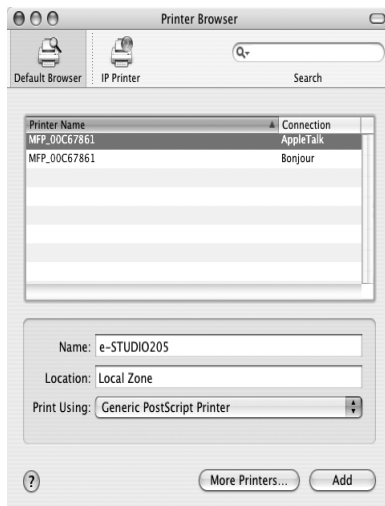 Printer Browser
Default Browser IP Printer Search
Printer Name Connection
MFP_00C67861 AppleTalk
MFP_00C67861 Bonjour
Name: e-STUDIO205
Location: Local Zone
Print Using: Generic PostScript Printer
? More Printers... Add